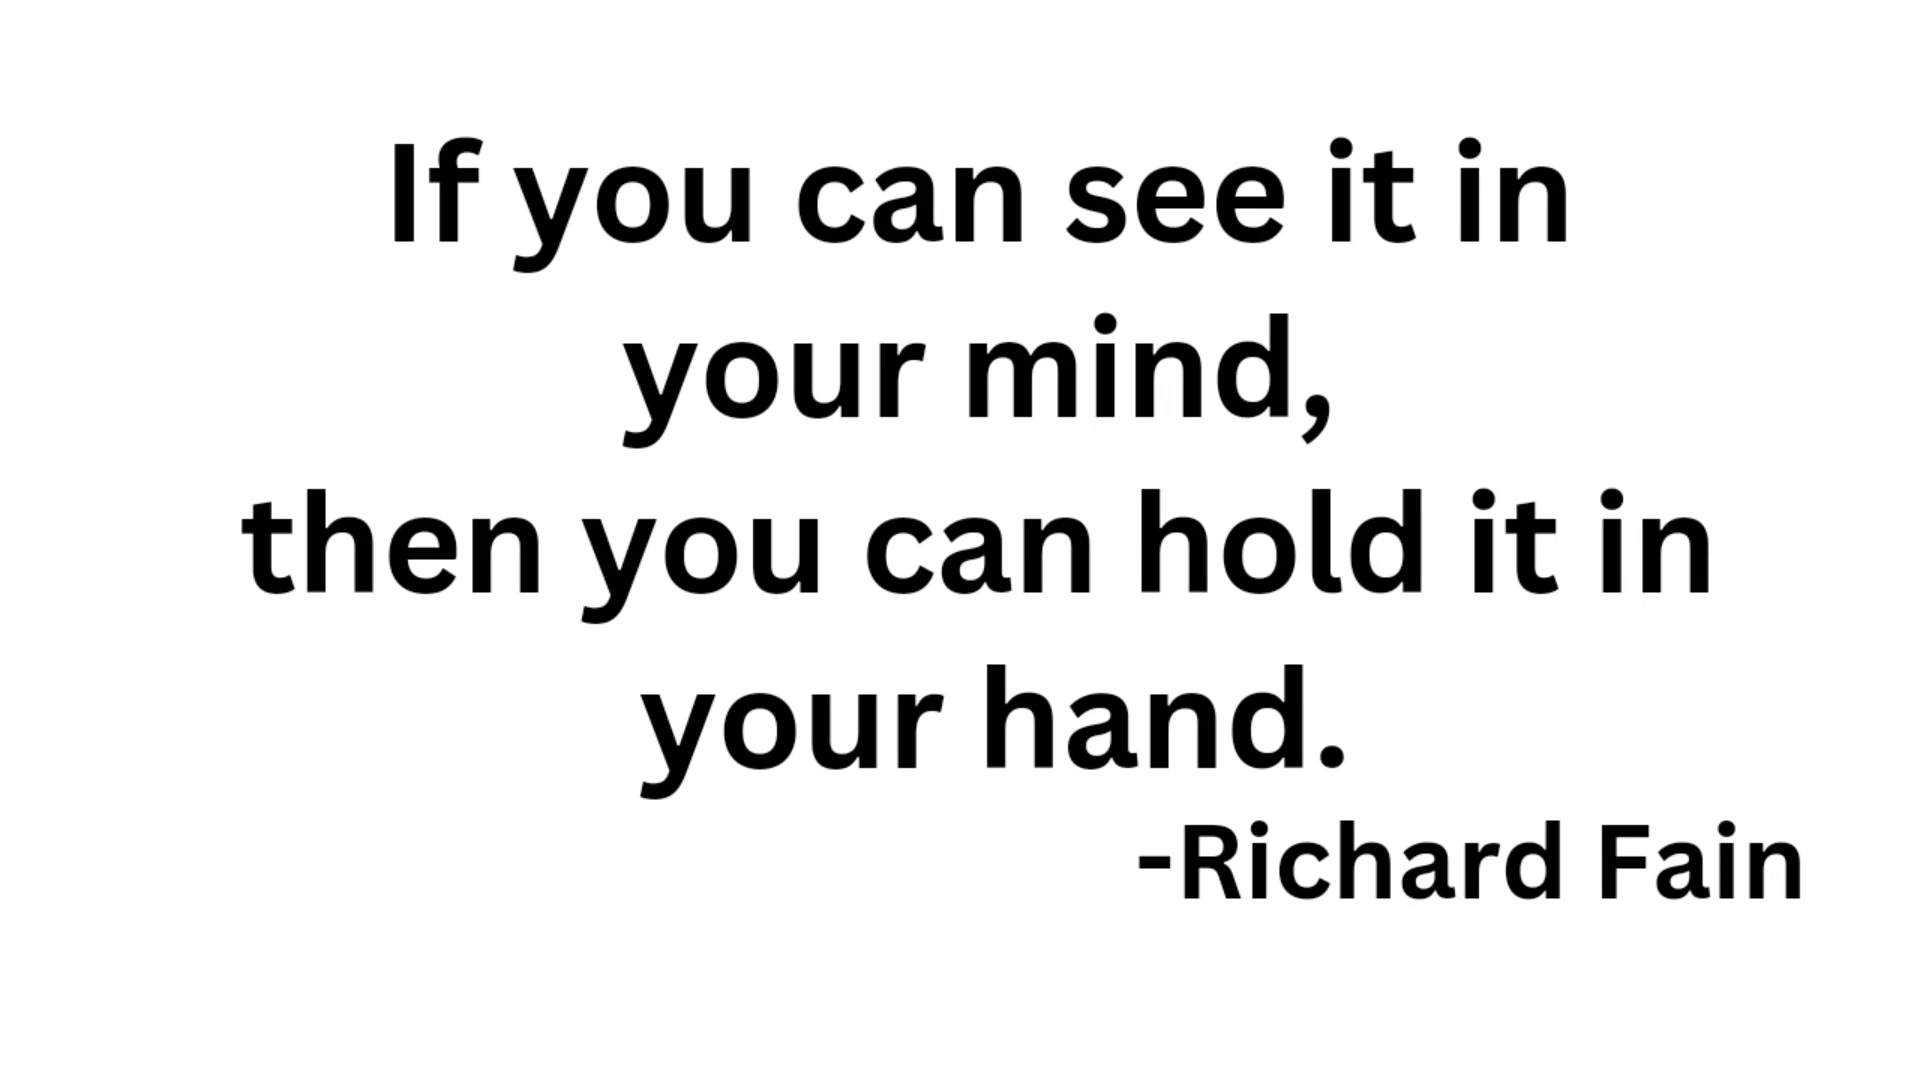 If you can see it in
your mind,
then you can hold it in
your hand.
-Richard Fain